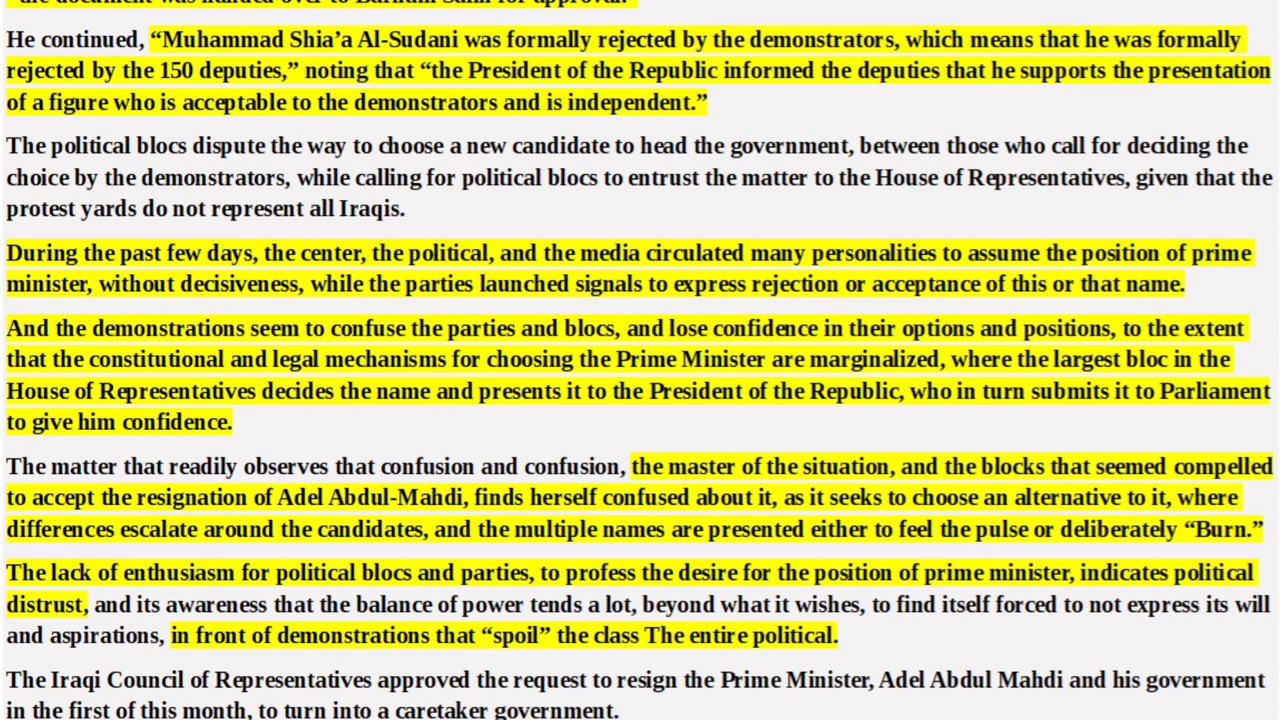 "the document was handed over to Barham Salih for approval."
He continued, “Muhammad Shia’a Al-Sudani was formally rejected by the demonstrators, which means that he was formally
rejected by the 150 deputies,” noting that “the President of the Republic informed the deputies that he supports the presentation
of a figure who is acceptable to the demonstrators and is independent.”
The political blocs dispute the way to choose a new candidate to head the government, between those who call for deciding the
choice by the demonstrators, while calling for political blocs to entrust the matter to the House of Representatives, given that the
protest yards do not represent all Iraqis.
During the past few days, the center, the political, and the media circulated many personalities to assume the position of prime
minister, without decisiveness, while the parties launched signals to express rejection or acceptance of this or that name.
And the demonstrations seem to confuse the parties and blocs, and lose confidence in their options and positions, to the extent
that the constitutional and legal mechanisms for choosing the Prime Minister are marginalized, where the largest bloc in the
House of Representatives decides the name and presents it to the President of the Republic, who in turn submits it to Parliament
to give him confidence.
The matter that readily observes that confusion and confusion, the master of the situation, and the blocks that seemed compelled
to accept the resignation of Adel Abdul-Mahdi, finds herself confused about it, as it seeks to choose an alternative to it, where
differences escalate around the candidates, and the multiple names are presented either to feel the pulse or deliberately “Burn.”
The lack of enthusiasm for political blocs and parties, to profess the desire for the position of prime minister, indicates political
distrust, and its awareness that the balance of power tends a lot, beyond what it wishes, to find itself forced to not express its will
and aspirations, in front of demonstrations that “spoil” the class The entire political.
The Iraqi Council of Representatives approved the request to resign the Prime Minister, Adel Abdul Mahdi and his government
in the first of this month, to turn into a caretaker government.